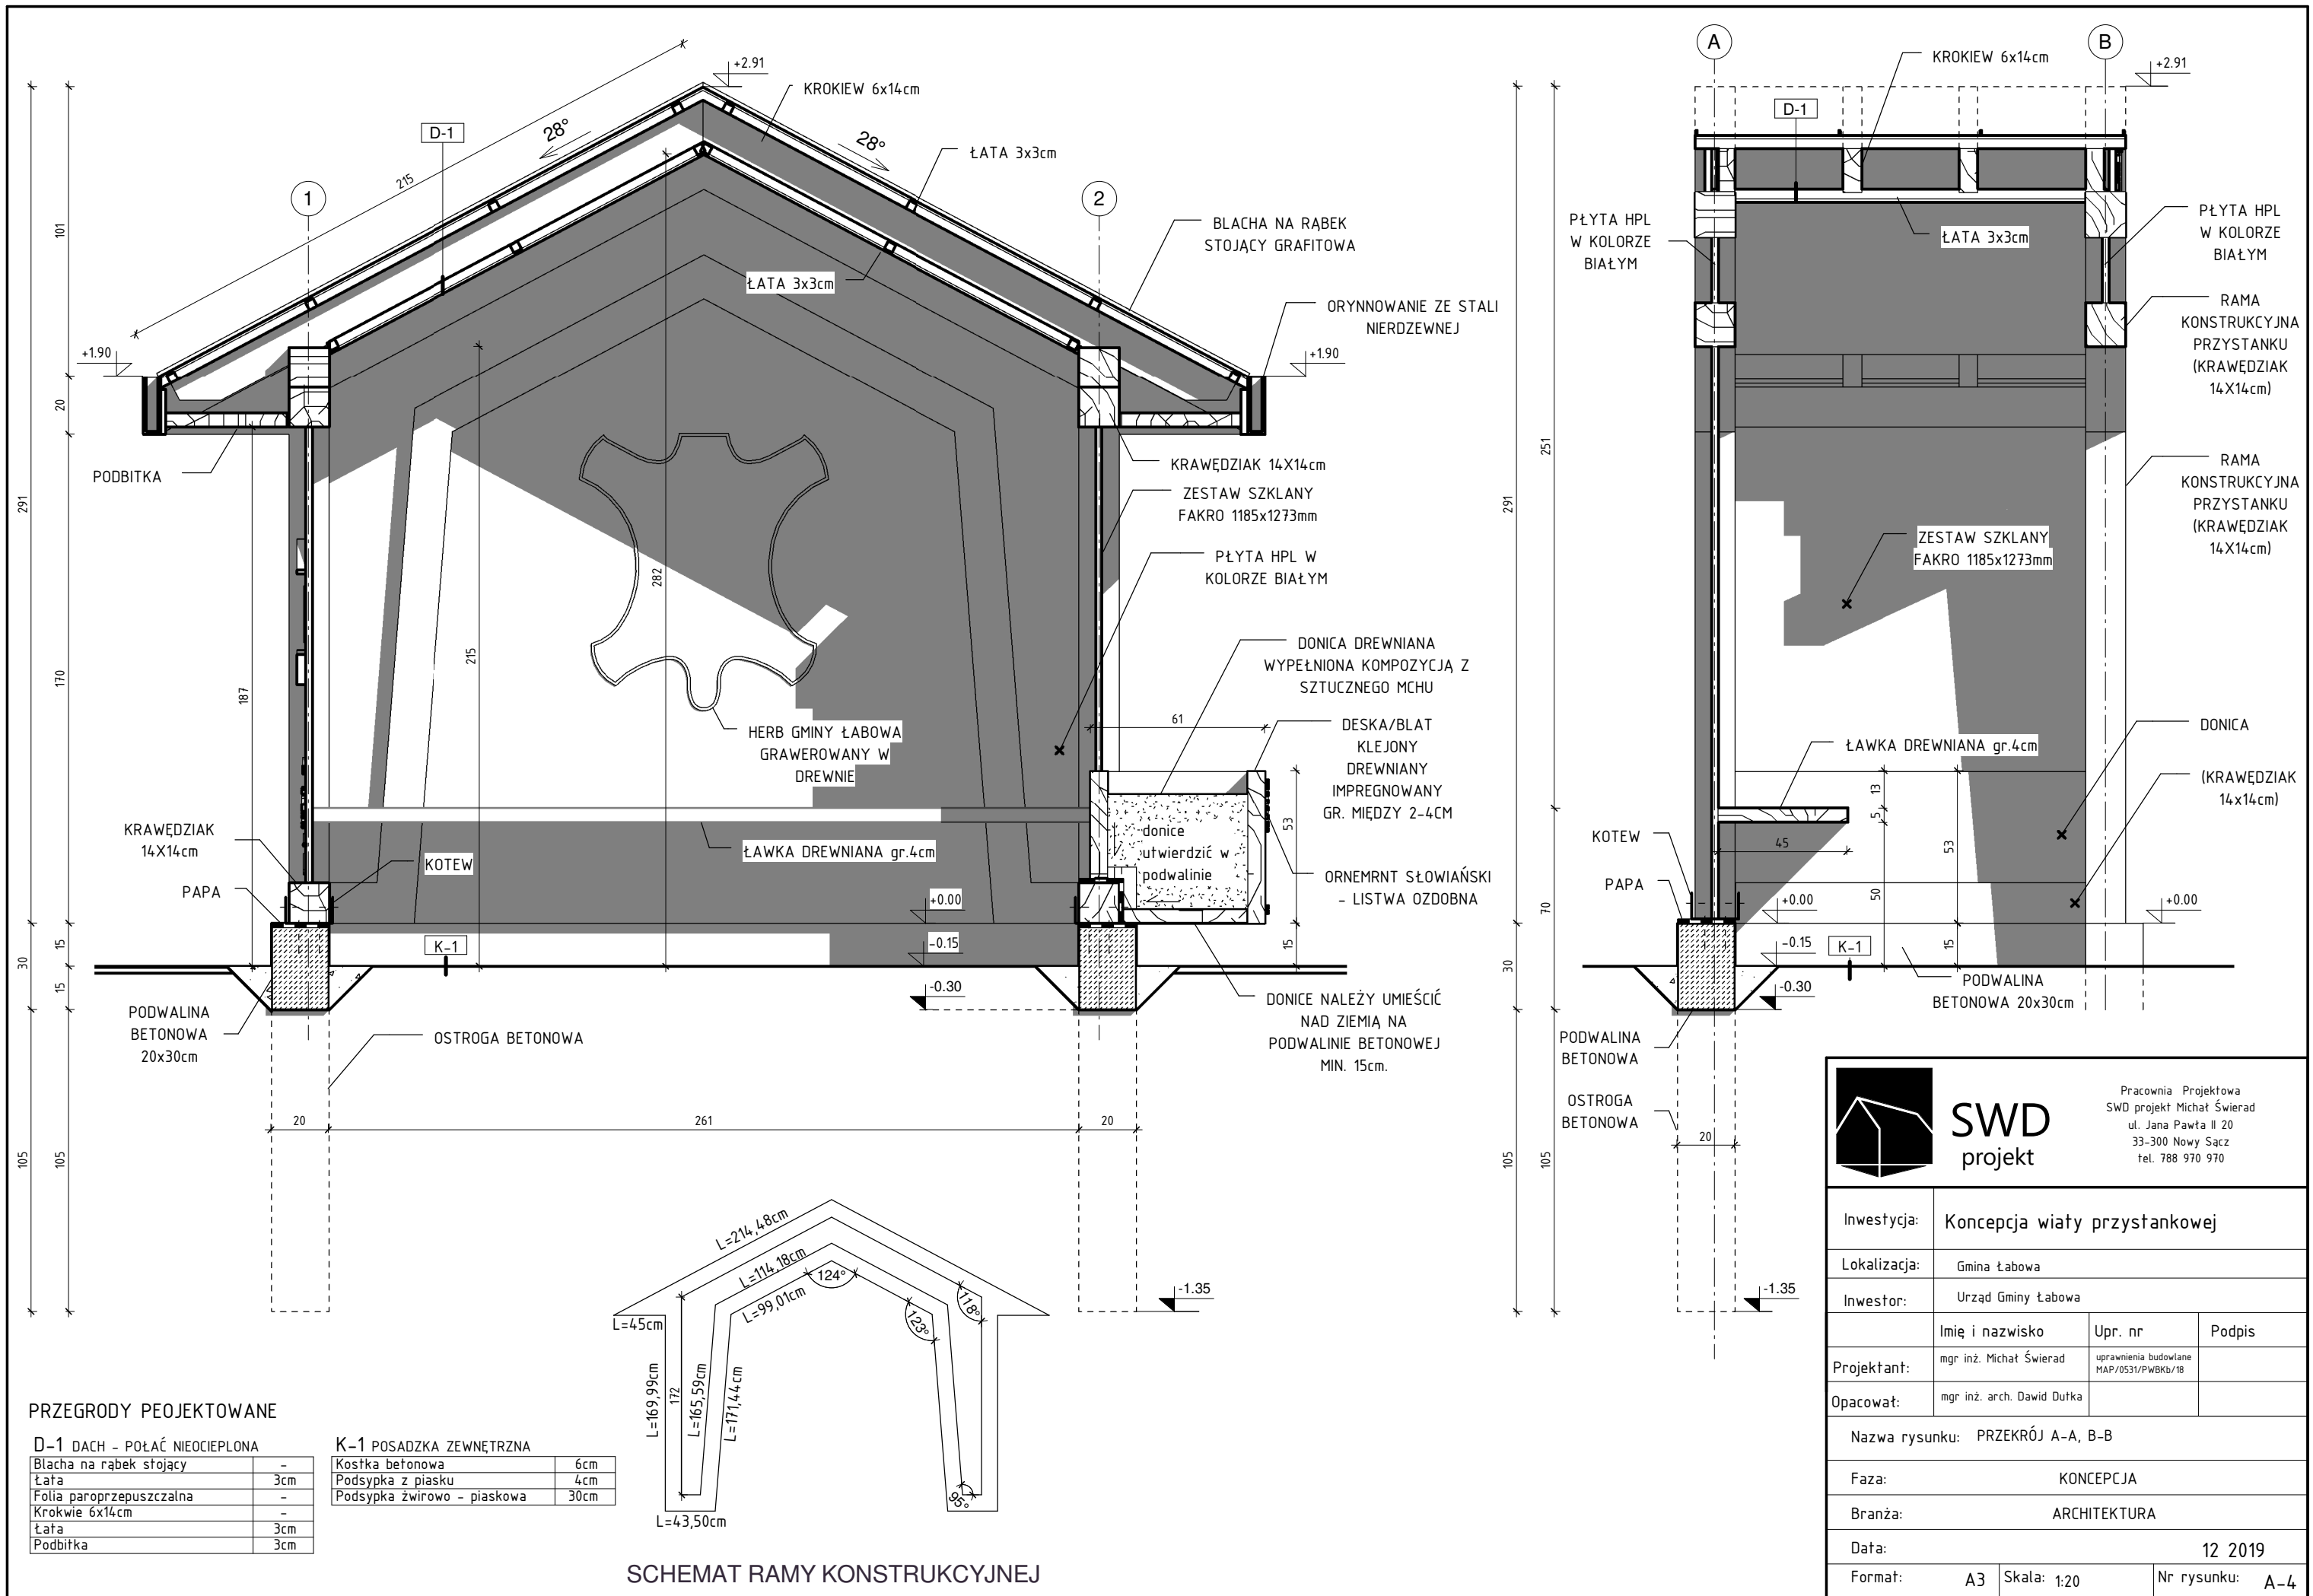 +2.91
KROKIEW 6x14cm
D-1
28°
28°
ŁATA 3x3cm
215
1
2
101
BLACHA NA RĄBEK
STOJĄCY GRAFITOWA
ŁATA 3x3cm
ORYNNOWANIE ZE STALI
NIERDZEWNEJ
+1.90
+1.90
20
PODBITKA
KRAWĘDZIAK 14X14cm
ZESTAW SZKLANY
FAKRO 1185x1273mm
291
PŁYTA HPL W
KOLORZE BIAŁYM
282
215
170
187
DONICA DREWNIANA
WYPEŁNIONA KOMPOZYCJĄ Z
SZTUCZNEGO MCHU
61
HERB GMINY ŁABOWA
GRAWEROWANY W
DREWNIE
DESKA/BLAT
KLEJONY
DREWNIANY
IMPREGNOWANY
GR. MIĘDZY 2-4CM
53
KRAWĘDZIAK
14X14cm
ŁAWKA DREWNIANA gr.4cm
KOTEW
donice
utwierdzić w
podwalinie
PAPA
ORNEMRNT SŁOWIAŃSKI
- LISTWA OZDOBNA
+0.00
K-1
-0.15
15
30
15
15
-0.30
PODWALINA
BETONOWA
20x30cm
OSTROGA BETONOWA
DONICE NALEŻY UMIEŚCIĆ
NAD ZIEMIĄ NA
PODWALINIE BETONOWEJ
MIN. 15cm.
20
261
20
105
105
-1.35
A
B
KROKIEW 6x14cm
+2.91
D-1
PŁYTA HPL
W KOLORZE
BIAŁYM
ŁATA 3x3cm
PŁYTA HPL
W KOLORZE
BIAŁYM
RAMA
KONSTRUKCYJNA
PRZYSTANKU
(KRAWĘDZIAK
14X14cm)
251
291
RAMA
KONSTRUKCYJNA
PRZYSTANKU
(KRAWĘDZIAK
14X14cm)
ZESTAW SZKLANY
FAKRO 1185x1273mm
DONICA
ŁAWKA DREWNIANA gr.4cm
(KRAWĘDZIAK
14x14cm)
13
5
53
45
50
KOTEW
PAPA
+0.00
+0.00
-0.15
K-1
15
70
30
-0.30
PODWALINA
BETONOWA 20x30cm
PODWALINA
BETONOWA
OSTROGA
BETONOWA
20
105
105
-1.35
L=214,48cm
L=114,18cm
L=99,01cm
124°
118°
123°
L=45cm
L=169,99cm
172
L=165,59cm
L=171,44cm
95°
L=43,50cm
SCHEMAT RAMY KONSTRUKCYJNEJ
PRZEGRODY PEOJEKTOWANE
D-1 DACH - POŁAĆ NIEOCIEPLONA
Blacha na rąbek stojący -
Łata 3cm
Folia paroprzepuszczalna -
Krokwie 6x14cm -
Łata 3cm
Podbitka 3cm
K-1 POSADZKA ZEWNĘTRZNA
Kostka betonowa 6cm
Podsypka z piasku 4cm
Podsypka żwirowo - piaskowa 30cm
SWD
projekt
Pracownia Projektowa
SWD projekt Michał Świerad
ul. Jana Pawła II 20
33-300 Nowy Sącz
tel. 788 970 970
Inwestycja: Koncepcja wiaty przystankowej
Lokalizacja: Gmina Łabowa
Inwestor: Urząd Gminy Łabowa
Imię i nazwisko Upr. nr Podpis
Projektant: mgr inż. Michał Świerad uprawnienia budowlane
MAP/0531/PWBKb/18
Opacował: mgr inż. arch. Dawid Dutka
Nazwa rysunku: PRZEKRÓJ A-A, B-B
Faza: KONCEPCJA
Branża: ARCHITEKTURA
Data: 12 2019
Format: A3 Skala: 1:20 Nr rysunku: A-4